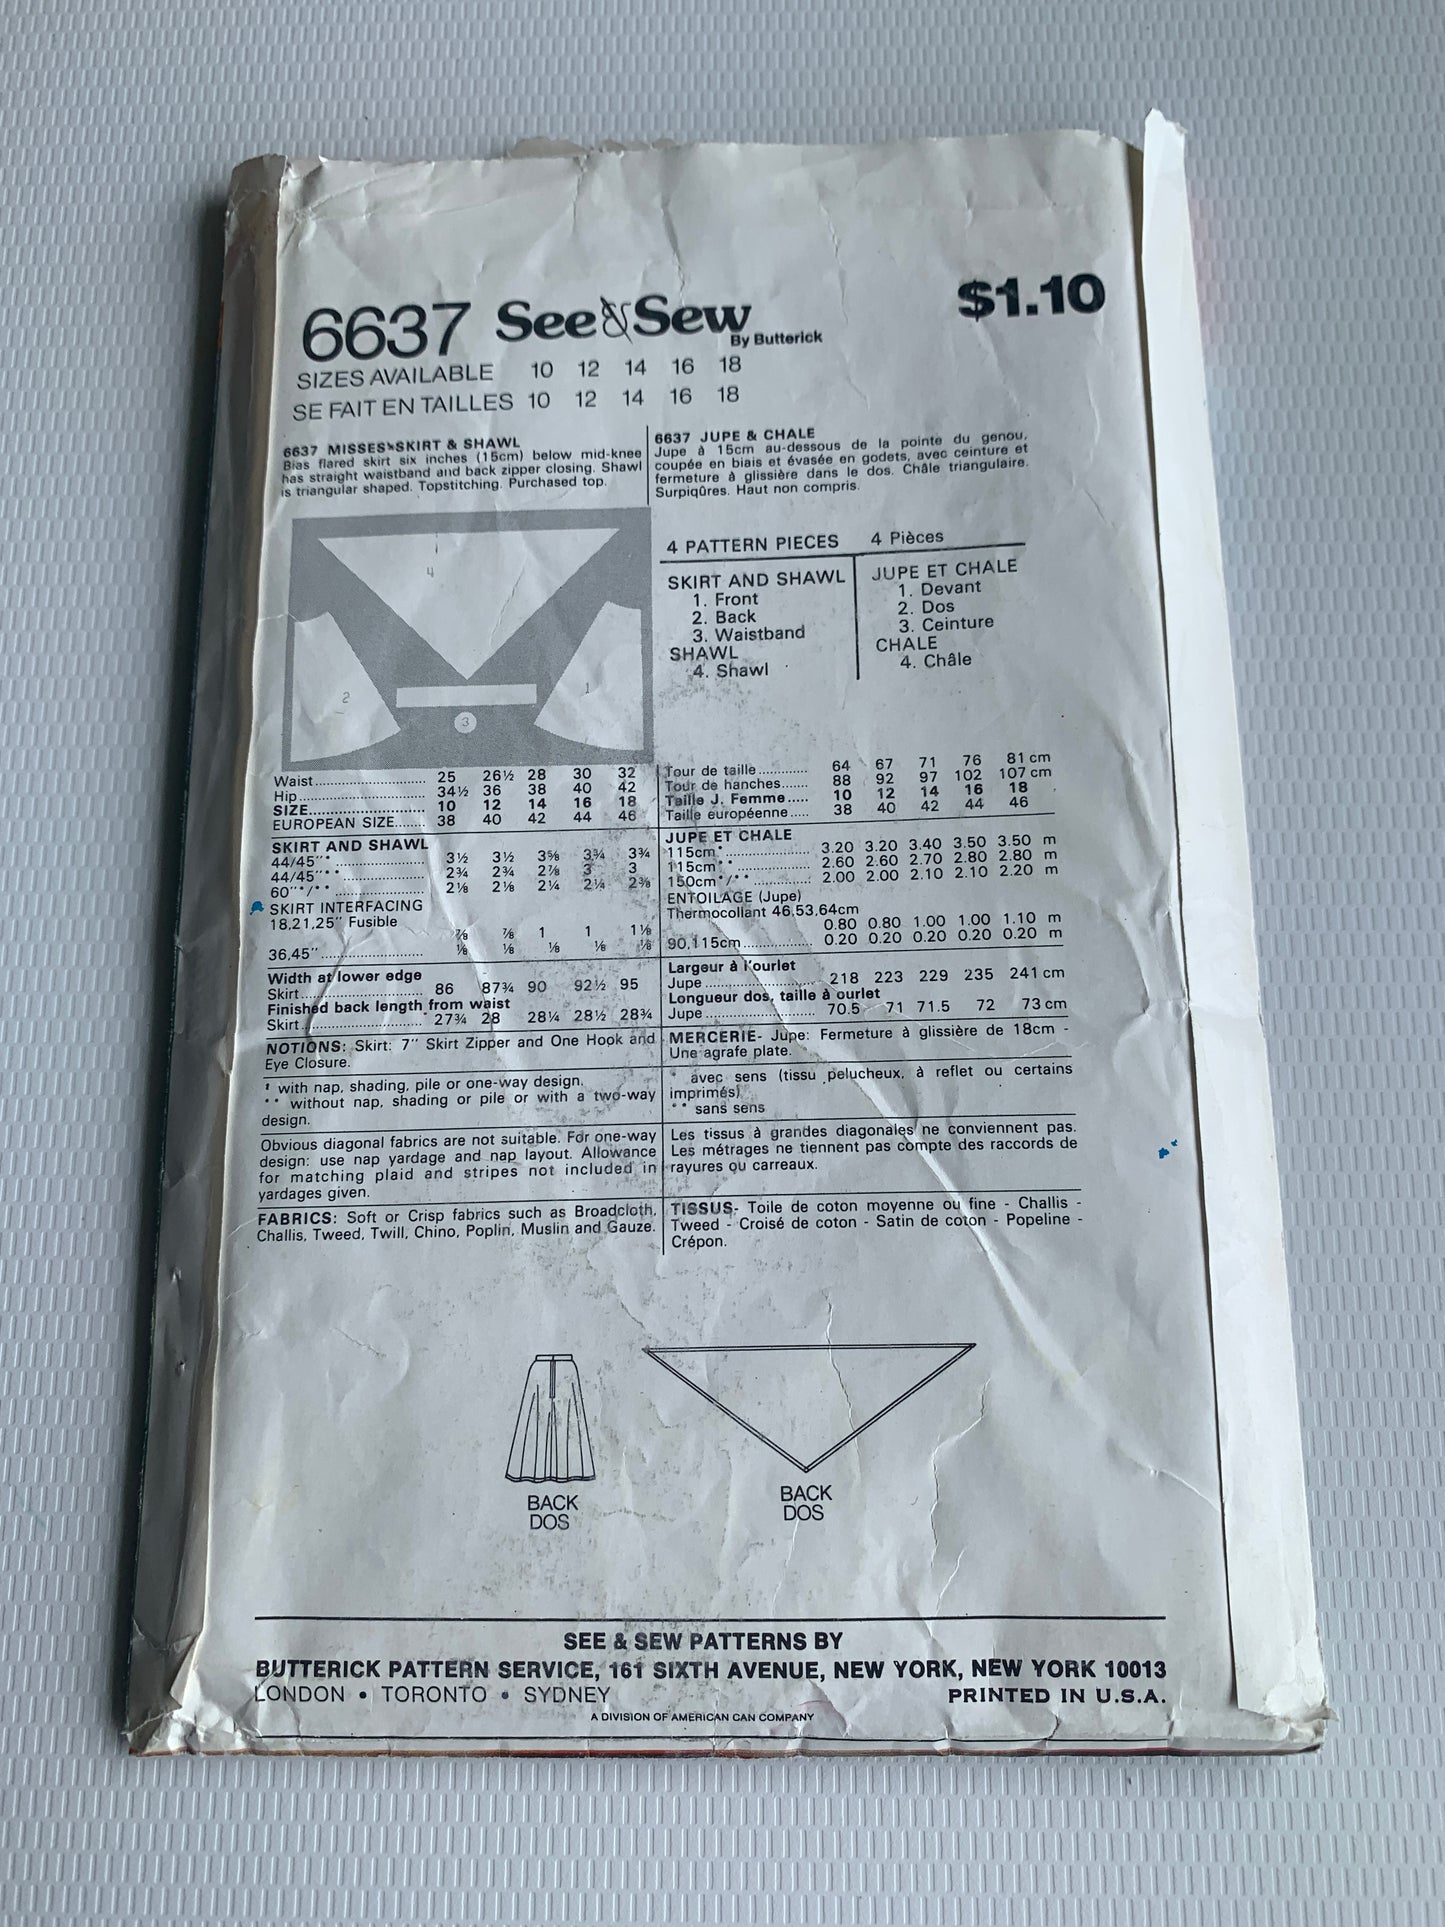 6637 See & Sew $1.10
By Butterick
SIZES AVAILABLE 10 12 14 16 18
SE FAIT EN TAILLES 10 12 14 16 18
6637 MISSES' SKIRT & SHAWL
Bias flared skirt six inches (15cm) below mid-knee
has straight waistband and back zipper closing. Shawl
is triangular shaped. Topstitching. Purchased top.
6637 JUPE & CHALE
Jupe à 15cm au-dessous de la pointe du genou,
coupée en biais et évasée en godets, avec ceinture et
fermeture à glissière dans le dos. Châle triangulaire.
Surpiqûres. Haut non compris.
4
2
1
3
4 PATTERN PIECES
SKIRT AND SHAWL
1. Front
2. Back
3. Waistband
SHAWL
4. Shawl
4 Pièces
JUPE ET CHALE
1. Devant
2. Dos
3. Ceinture
CHALE
4. Châle
Waist 25 26½ 28 30 32
Hip 34½ 36 38 40 42
SIZE 10 12 14 16 18
EUROPEAN SIZE 38 40 42 44 46
SKIRT AND SHAWL
44/45"* 3½ 3½ 3⅝ 3¾ 3¾
44/45"** 2¾ 2¾ 2⅞ 3 3
60"*/** 2⅛ 2⅛ 2¼ 2¼ 2⅜
SKIRT INTERFACING
18,21,25" Fusible
⅞ ⅞ 1 1 1⅛
36,45" ⅛ ⅛ ⅛ ⅛ ⅛
Width at lower edge
Skirt 86 87¾ 90 92½ 95
Finished back length from waist
Skirt 27¾ 28 28¼ 28½ 28¾
NOTIONS: Skirt: 7" Skirt Zipper and One Hook and
Eye Closure.
* with nap, shading, pile or one-way design.
** without nap, shading or pile or with a two-way
design.
Obvious diagonal fabrics are not suitable. For one-way
design: use nap yardage and nap layout. Allowance
for matching plaid and stripes not included in
yardages given.
FABRICS: Soft or Crisp fabrics such as Broadcloth,
Challis, Tweed, Twill, Chino, Poplin, Muslin and Gauze.
Tour de taille 64 67 71 76 81 cm
Tour de hanches 88 92 97 102 107 cm
Taille J. Femme 10 12 14 16 18
Taille européenne 38 40 42 44 46
JUPE ET CHALE
115cm* 3.20 3.20 3.40 3.50 3.50 m
115cm** 2.60 2.60 2.70 2.80 2.80 m
150cm*/** 2.00 2.00 2.10 2.10 2.20 m
ENTOILAGE (Jupe)
Thermocollant 46,53,64cm
0.80 0.80 1.00 1.00 1.10 m
90,115cm 0.20 0.20 0.20 0.20 0.20 m
Largeur à l'ourlet
Jupe 218 223 229 235 241 cm
Longueur dos, taille à ourlet
Jupe 70.5 71 71.5 72 73 cm
MERCERIE- Jupe: Fermeture à glissière de 18cm -
Une agrafe plate.
* avec sens (tissu pelucheux, à reflet ou certains
imprimés)
** sans sens
Les tissus à grandes diagonales ne conviennent pas.
Les métrages ne tiennent pas compte des raccords de
rayures ou carreaux.
TISSUS- Toile de coton moyenne ou fine - Challis -
Tweed - Croisé de coton - Satin de coton - Popeline -
Crépon.
BACK
DOS
BACK
DOS
SEE & SEW PATTERNS BY
BUTTERICK PATTERN SERVICE, 161 SIXTH AVENUE, NEW YORK, NEW YORK 10013
LONDON • TORONTO • SYDNEY PRINTED IN U.S.A.
A DIVISION OF AMERICAN CAN COMPANY